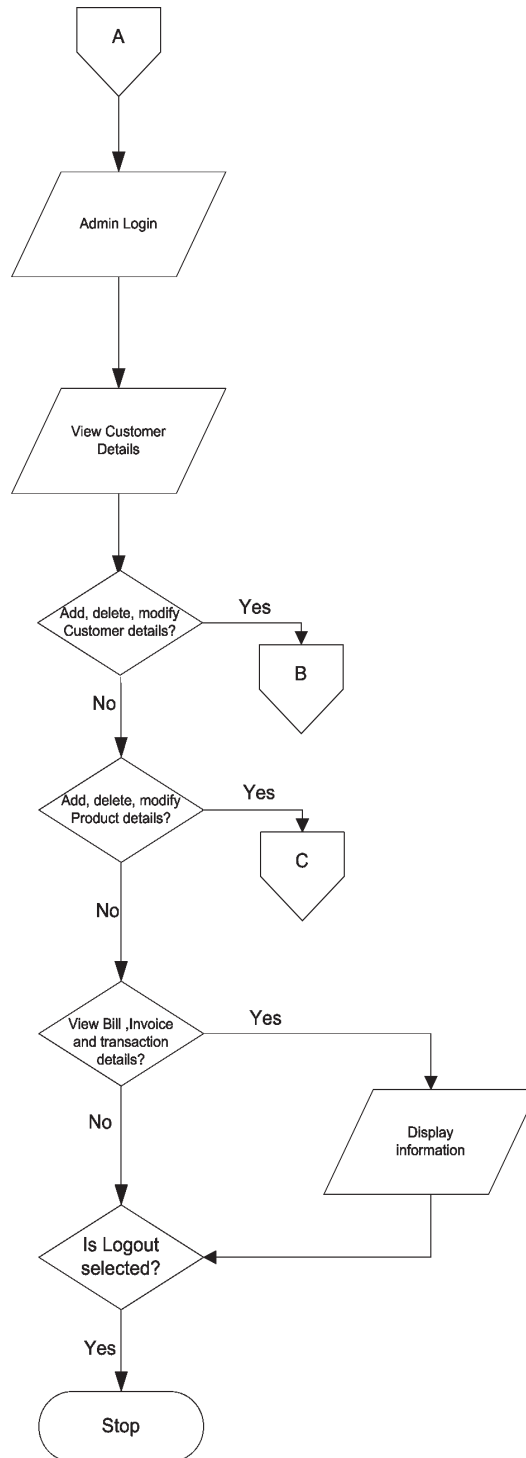 A
Admin Login
View Customer
Details
Add, delete, modify
Customer details?
Yes
B
No
Add, delete, modify
Product details?
Yes
C
No
View Bill ,Invoice
and transaction
details?
Yes
Display
information
No
Is Logout
selected?
Yes
Stop